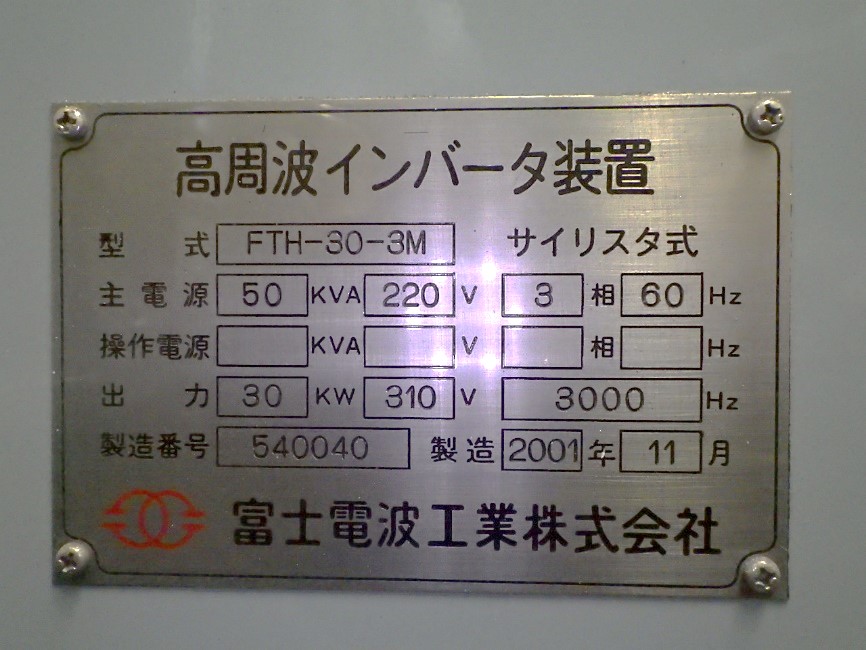 高周波インバータ装置
型 式 FTH-30-3M サイリスタ式
主電源 50 KVA 220 V 3 相 60 Hz
操作電源 KVA V 相 Hz
出 力 30 KW 310 V 3000 Hz
製造番号 540040 製造 2001 年 11 月
富士電波工業株式会社